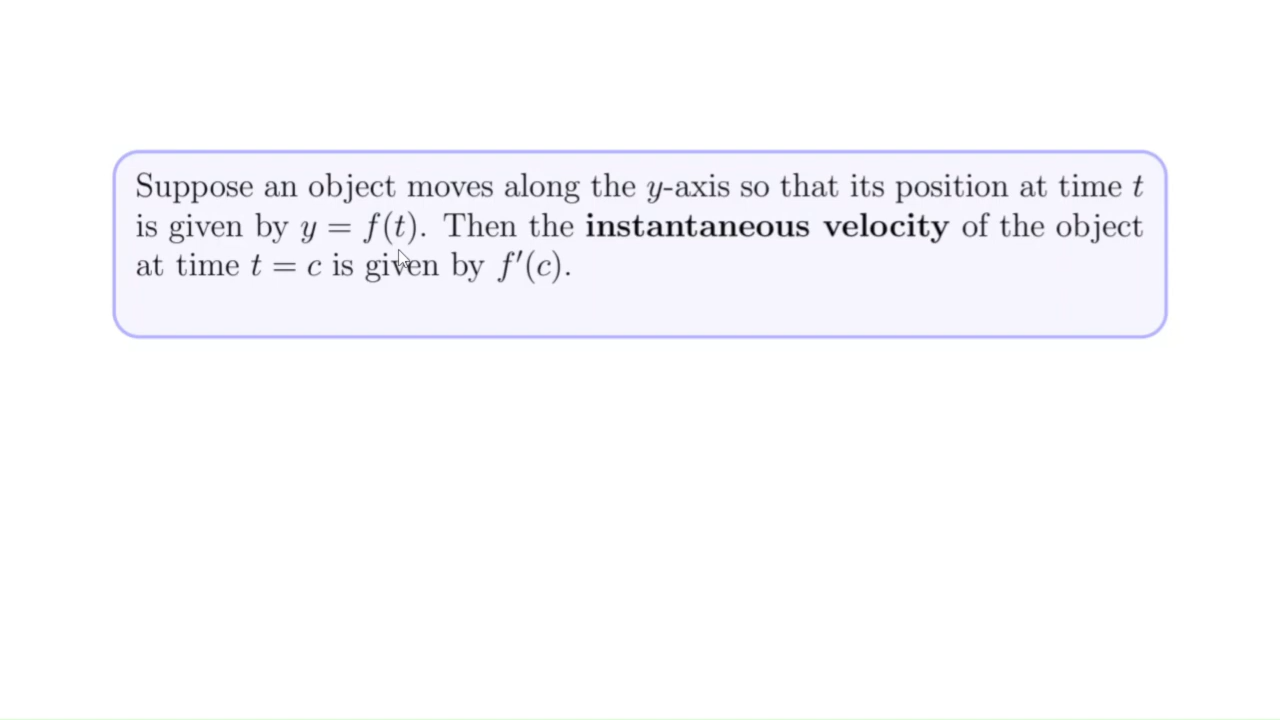 Suppose an object moves along the y-axis so that its position at time t
is given by y = f(t). Then the instantaneous velocity of the object
at time t = c is given by f′(c).